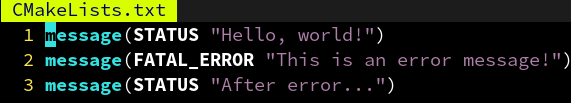 CMakeLists.txt
1 message(STATUS "Hello, world!")
2 message(FATAL_ERROR "This is an error message!")
3 message(STATUS "After error...")